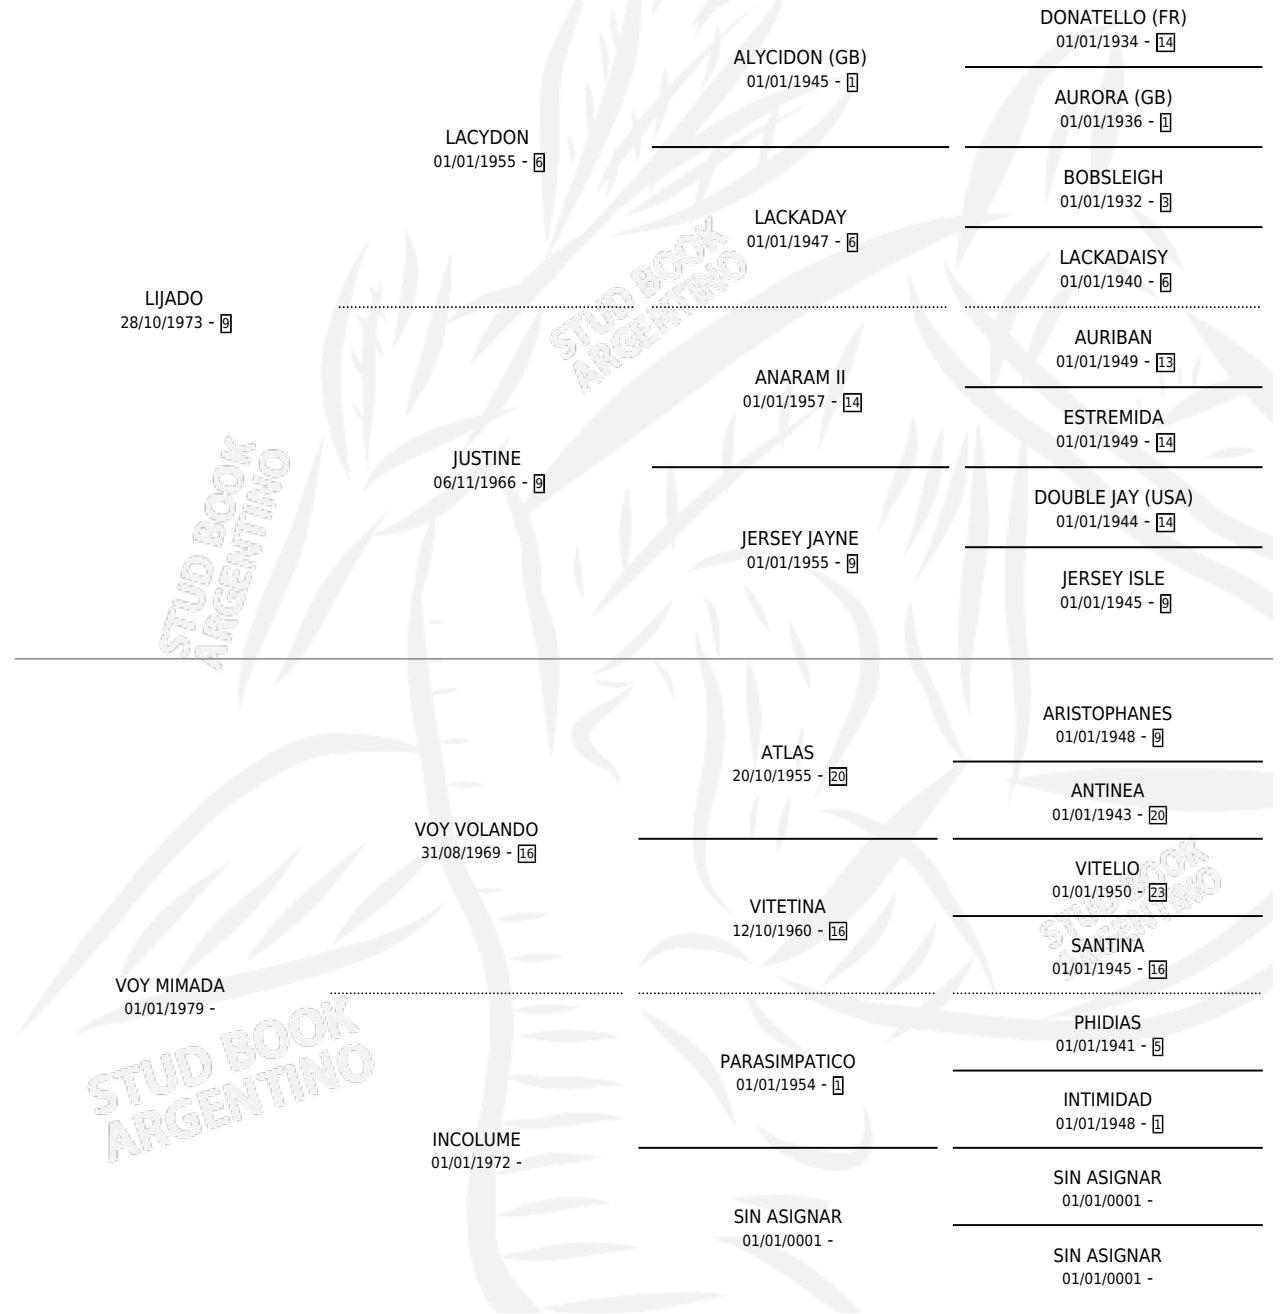 DONATELLO (FR)
01/01/1934 - 14
ALYCIDON (GB)
01/01/1945 - 1
AURORA (GB)
01/01/1936 - 1
LACYDON
01/01/1955 - 6
BOBSLEIGH
01/01/1932 - 3
LACKADAY
01/01/1947 - 6
LACKADAISY
01/01/1940 - 6
STUD BOOK
ARGENTINO
LIJADO
28/10/1973 - 9
AURIBAN
01/01/1949 - 13
ANARAM II
01/01/1957 - 14
ESTREMIDA
01/01/1949 - 14
JUSTINE
06/11/1966 - 9
DOUBLE JAY (USA)
01/01/1944 - 14
JERSEY JAYNE
01/01/1955 - 9
JERSEY ISLE
01/01/1945 - 9
STUD BOOK
ARGENTINO
ARISTOPHANES
01/01/1948 - 9
ATLAS
20/10/1955 - 20
ANTINEA
01/01/1943 - 20
VOY VOLANDO
31/08/1969 - 16
VITELIO
01/01/1950 - 23
VITETINA
12/10/1960 - 16
STUD BOOK
ARGENTINO
SANTINA
01/01/1945 - 16
VOY MIMADA
01/01/1979 -
PHIDIAS
01/01/1941 - 5
PARASIMPATICO
01/01/1954 - 1
STUD BOOK
ARGENTINO
INTIMIDAD
01/01/1948 - 1
INCOLUME
01/01/1972 -
SIN ASIGNAR
01/01/0001 -
SIN ASIGNAR
01/01/0001 -
SIN ASIGNAR
01/01/0001 -